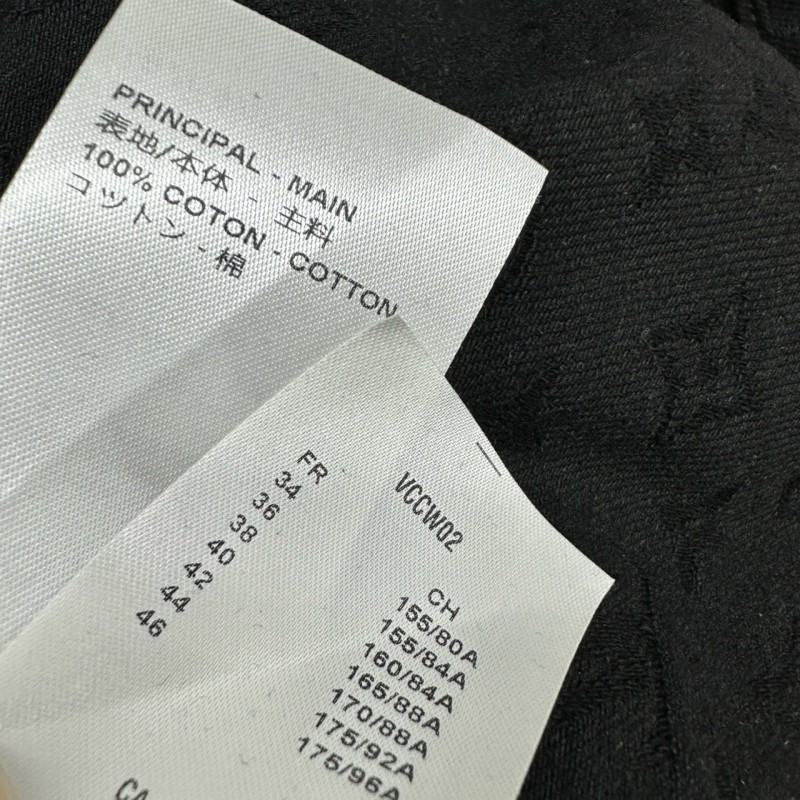 PRINCIPAL - MAIN
表地/本体 - 主料
100% COTON - COTTON
コツトン - 棉
VCCW02
FR CH
34 155/80A
36 155/84A
38 160/84A
40 165/88A
42 170/88A
44 175/92A
46 175/96A